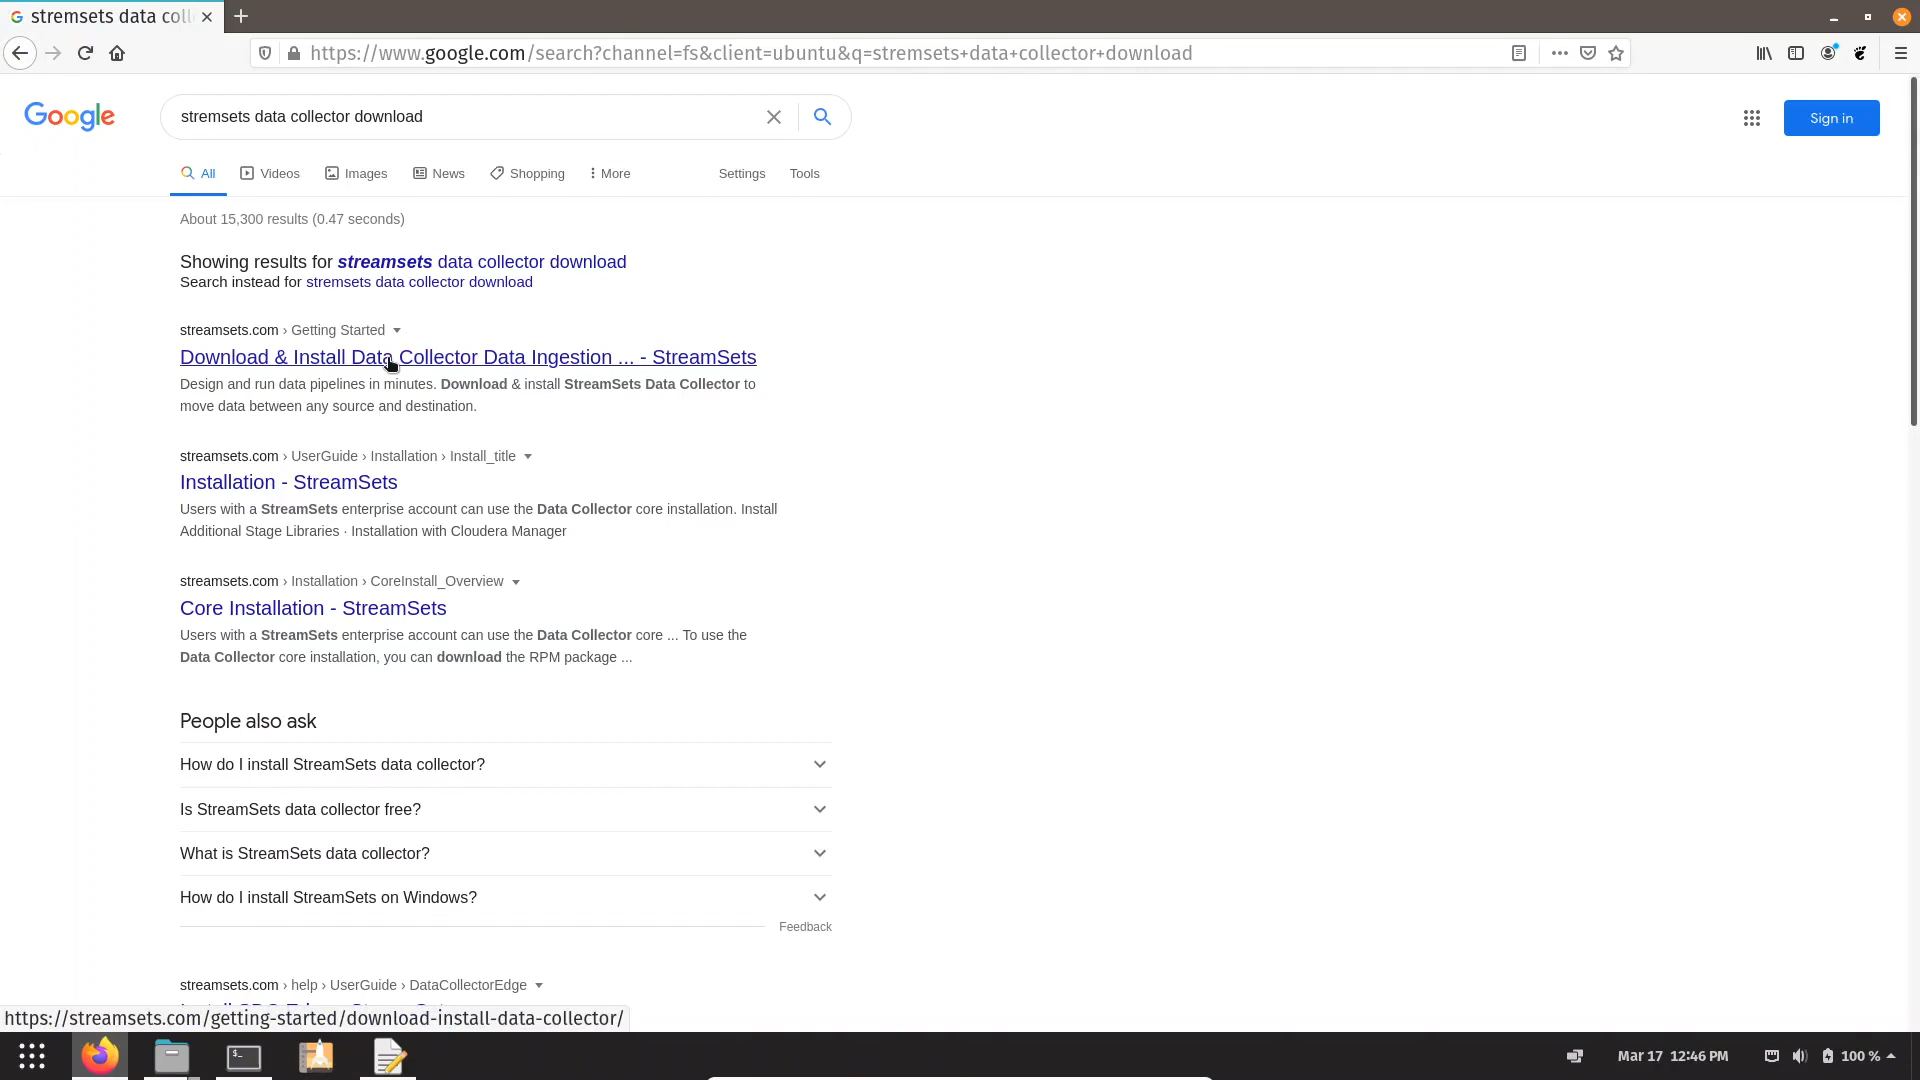 stremsets data coll
https://www.google.com/search?channel=fs&client=ubuntu&q=stremsets+data+collector+download
Google
stremsets data collector download
Sign in
All
Videos
Images
News
Shopping
More
Settings
Tools
About 15,300 results (0.47 seconds)
Showing results for streamsets data collector download
Search instead for stremsets data collector download
streamsets.com › Getting Started
Download & Install Data Collector Data Ingestion ... - StreamSets
Design and run data pipelines in minutes. Download & install StreamSets Data Collector to
move data between any source and destination.
streamsets.com › UserGuide › Installation › Install_title
Installation - StreamSets
Users with a StreamSets enterprise account can use the Data Collector core installation. Install
Additional Stage Libraries · Installation with Cloudera Manager
streamsets.com › Installation › CoreInstall_Overview
Core Installation - StreamSets
Users with a StreamSets enterprise account can use the Data Collector core ... To use the
Data Collector core installation, you can download the RPM package ...
People also ask
How do I install StreamSets data collector?
Is StreamSets data collector free?
What is StreamSets data collector?
How do I install StreamSets on Windows?
Feedback
streamsets.com › help › UserGuide › DataCollectorEdge
https://streamsets.com/getting-started/download-install-data-collector/
Mar 17 12:46 PM
100 %